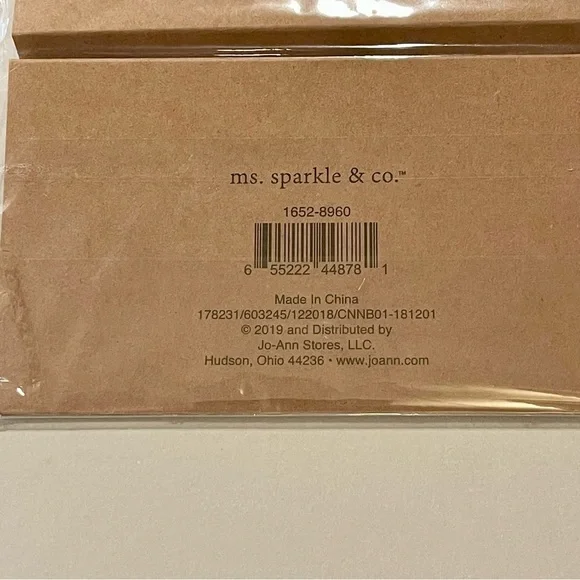 ms. sparkle & co.™
1652-8960
6 55222 44878 1
Made In China
178231/603245/122018/CNNB01-181201
© 2019 and Distributed by
Jo-Ann Stores, LLC.
Hudson, Ohio 44236 • www.joann.com